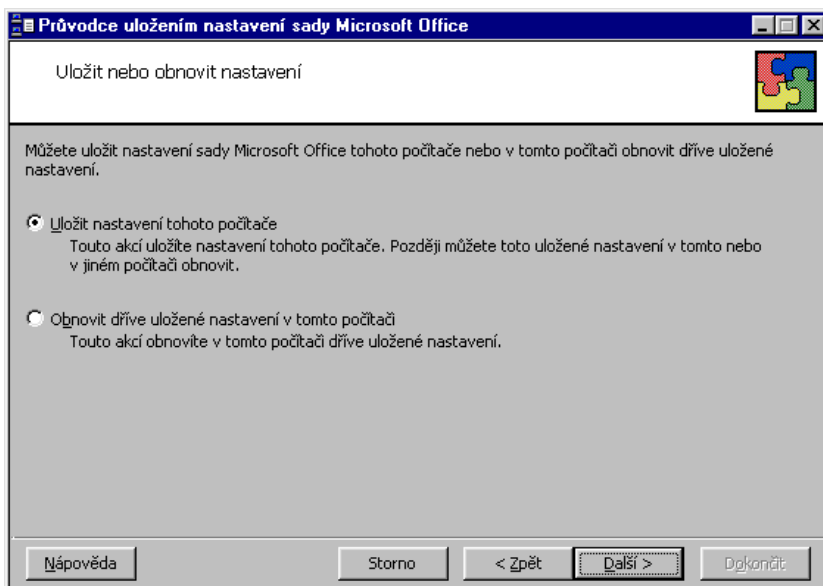 Průvodce uložením nastavení sady Microsoft Office
Uložit nebo obnovit nastavení
Můžete uložit nastavení sady Microsoft Office tohoto počítače nebo v tomto počítači obnovit dříve uložené
nastavení.
Uložit nastavení tohoto počítače
Touto akcí uložíte nastavení tohoto počítače. Později můžete toto uložené nastavení v tomto nebo
v jiném počítači obnovit.
Obnovit dříve uložené nastavení v tomto počítači
Touto akcí obnovíte v tomto počítači dříve uložené nastavení.
Nápověda Storno < Zpět Další > Dokončit